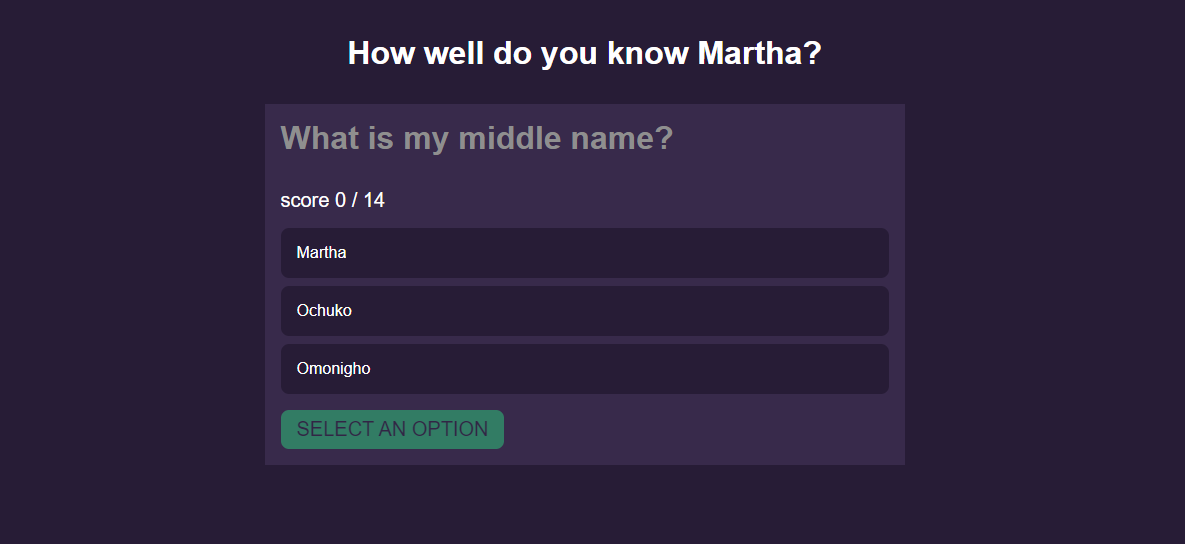 How well do you know Martha?
What is my middle name?
score 0 / 14
Martha
Ochuko
Omonigho
SELECT AN OPTION